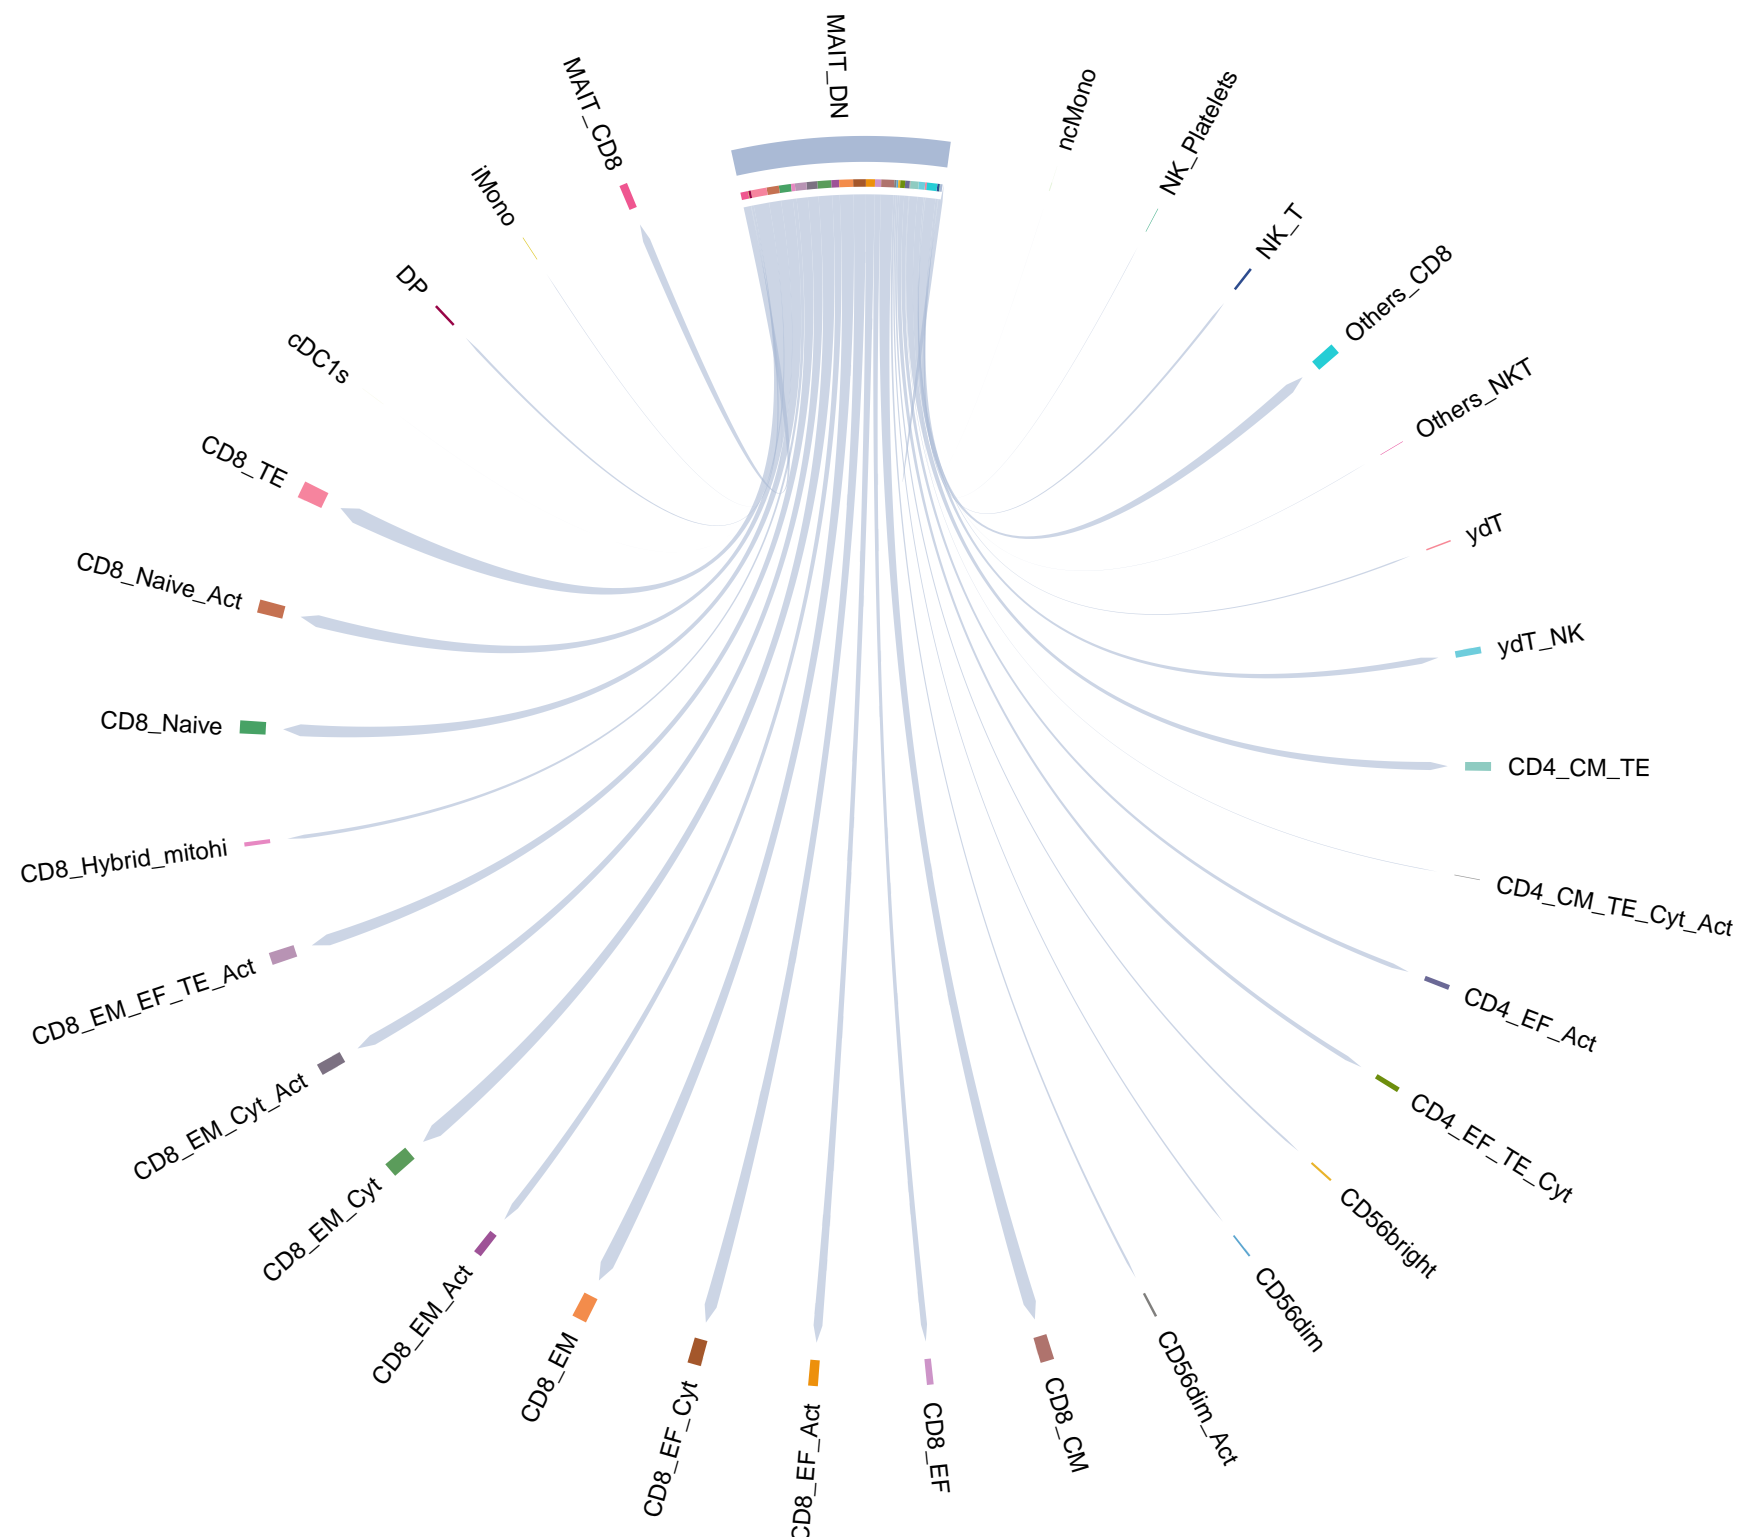 MAIT_DN
ncMono
NK_Platelets
NK_T
Others_CD8
Others_NKT
ydT
ydT_NK
CD4_CM_TE
CD4_CM_TE_Cyt_Act
CD4_EF_Act
CD4_EF_TE_Cyt
CD56bright
CD56dim
CD56dim_Act
CD8_CM
CD8_EF
CD8_EF_Act
CD8_EF_Cyt
CD8_EM
CD8_EM_Act
CD8_EM_Cyt
CD8_EM_Cyt_Act
CD8_EM_EF_TE_Act
CD8_Hybrid_mitohi
CD8_Naive
CD8_Naive_Act
CD8_TE
cDC1s
DP
iMono
MAIT_CD8